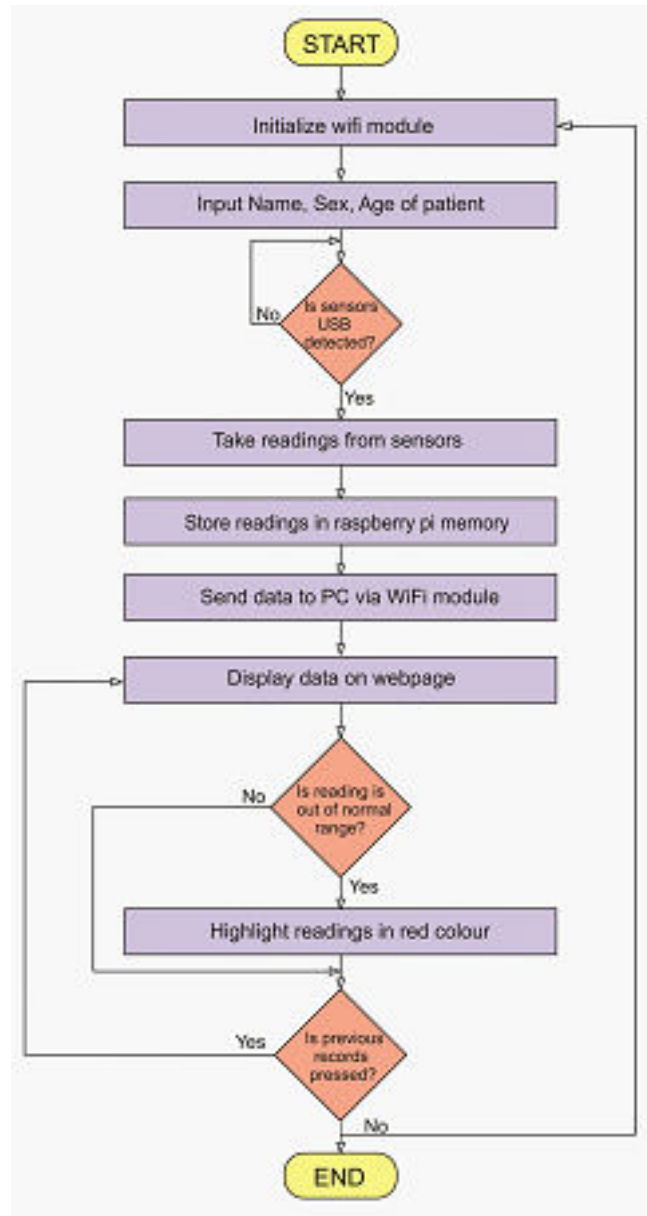 START
Initialize wifi module
Input Name, Sex, Age of patient
Is sensors
USB
detected?
No
Yes
Take readings from sensors
Store readings in raspberry pi memory
Send data to PC via WiFi module
Display data on webpage
Is reading is
out of normal
range?
No
Yes
Highlight readings in red colour
Is previous
records
pressed?
Yes
No
END